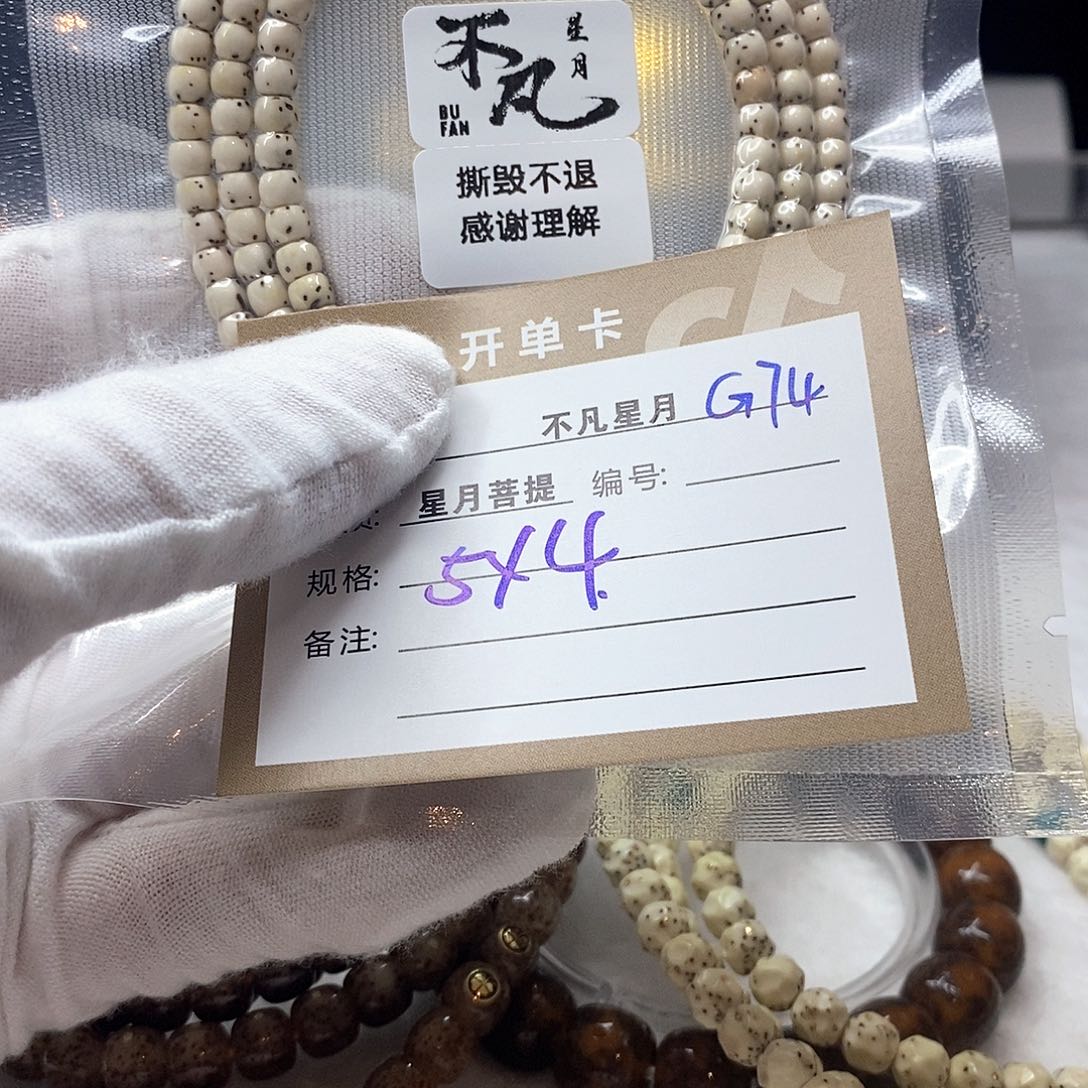 不凡
星月
BU
FAN
撕毁不退
感谢理解
开单卡
不凡星月 G74
星月菩提 编号:
规格: 5X4
备注: